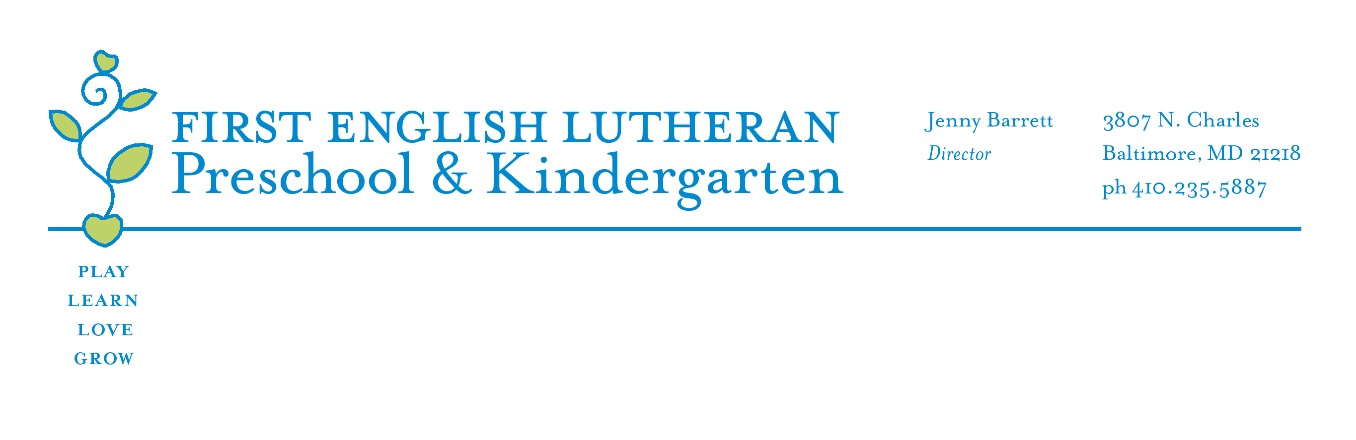 FIRST ENGLISH LUTHERAN
Preschool & Kindergarten
Jenny Barrett
Director
3807 N. Charles
Baltimore, MD 21218
ph 410.235.5887
PLAY
LEARN
LOVE
GROW